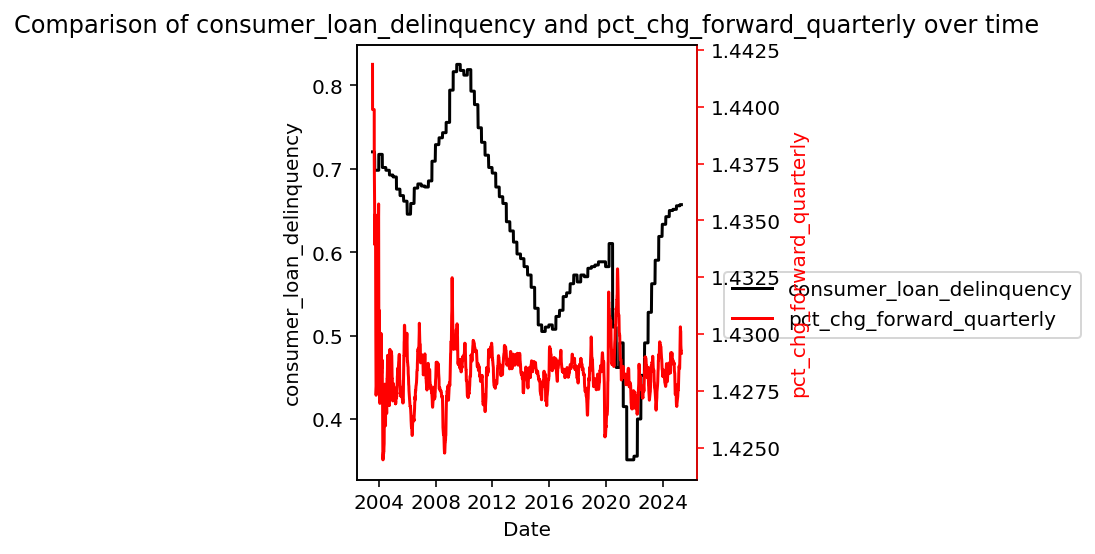 Comparison of consumer_loan_delinquency and pct_chg_forward_quarterly over time
consumer_loan_delinquency
0.8
0.7
0.6
0.5
0.4
1.4425
1.4400
1.4375
1.4350
1.4325
1.4300
1.4275
1.4250
pct_chg_forward_quarterly
consumer_loan_delinquency
pct_chg_forward_quarterly
2004 2008 2012 2016 2020 2024
Date